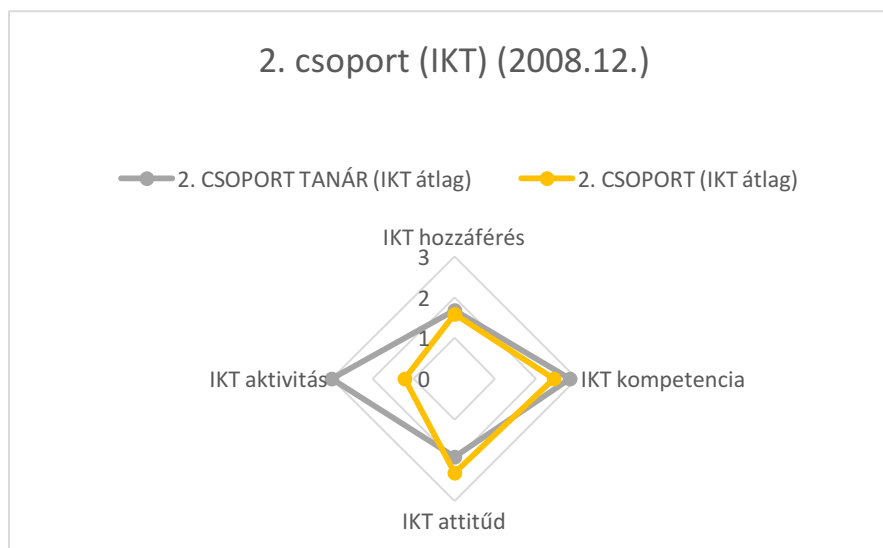 2. csoport (IKT) (2008.12.)
2. CSOPORT TANÁR (IKT átlag)
2. CSOPORT (IKT átlag)
IKT hozzáférés
3
2
1
0
IKT aktivitás
IKT kompetencia
IKT attitűd